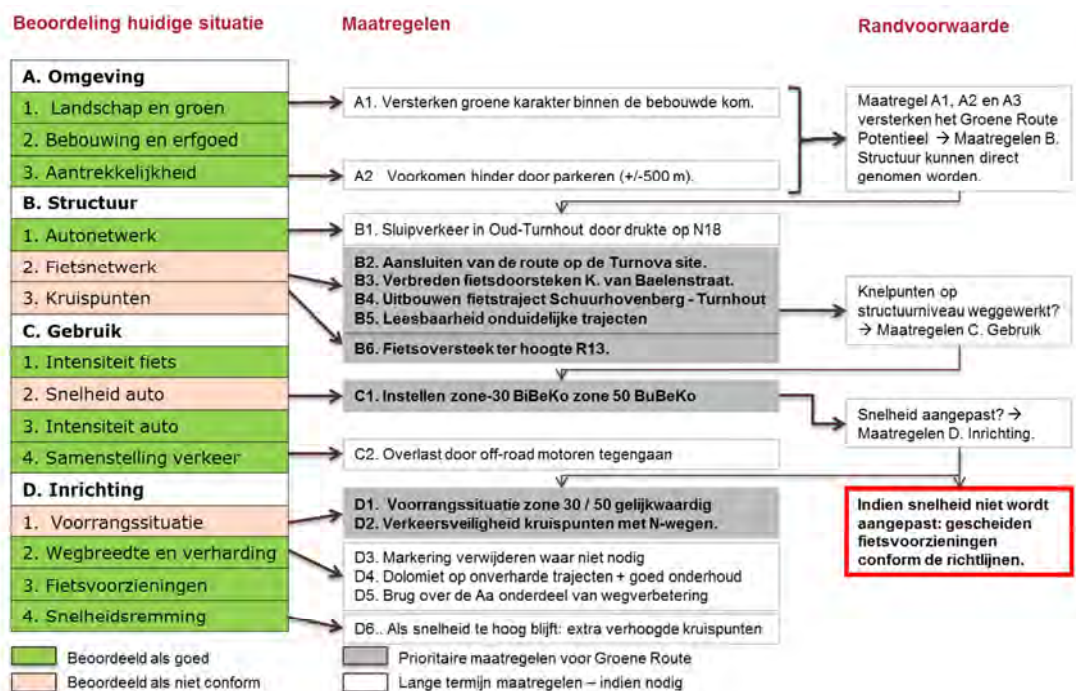 Beoordeling huidige situatie
Maatregelen
Randvoorwaarde
A. Omgeving
1. Landschap en groen
2. Bebouwing en erfgoed
3. Aantrekkelijkheid
B. Structuur
1. Autonetwerk
2. Fietsnetwerk
3. Kruispunten
C. Gebruik
1. Intensiteit fiets
2. Snelheid auto
3. Intensiteit auto
4. Samenstelling verkeer
D. Inrichting
1. Voorrangssituatie
2. Wegbreedte en verharding
3. Fietsvoorzieningen
4. Snelheidsremming
Beoordeeld als goed
Beoordeeld als niet conform
A1. Versterken groene karakter binnen de bebouwde kom.
A2 Voorkomen hinder door parkeren (+/-500 m).
B1. Sluipverkeer in Oud-Turnhout door drukte op N18
B2. Aansluiten van de route op de Turnova site.
B3. Verbreden fietsdoorsteken K. van Baelenstraat.
B4. Uitbouwen fietstraject Schuurhovenberg - Turnhout
B5. Leesbaarheid onduidelijke trajecten
B6. Fietsoversteek ter hoogte R13.
C1. Instellen zone-30 BiBeKo zone 50 BuBeKo
C2. Overlast door off-road motoren tegengaan
D1. Voorrangssituatie zone 30 / 50 gelijkwaardig
D2. Verkeersveiligheid kruispunten met N-wegen.
D3. Markering verwijderen waar niet nodig
D4. Dolomiet op onverharde trajecten + goed onderhoud
D5. Brug over de Aa onderdeel van wegverbetering
D6.. Als snelheid te hoog blijft: extra verhoogde kruispunten
Prioritaire maatregelen voor Groene Route
Lange termijn maatregelen – indien nodig
Maatregel A1, A2 en A3
versterken het Groene Route
Potentieel → Maatregelen B.
Structuur kunnen direct
genomen worden.
Knelpunten op
structuurniveau weggewerkt?
→ Maatregelen C. Gebruik
Snelheid aangepast? →
Maatregelen D. Inrichting.
Indien snelheid niet wordt
aangepast: gescheiden
fietsvoorzieningen
conform de richtlijnen.